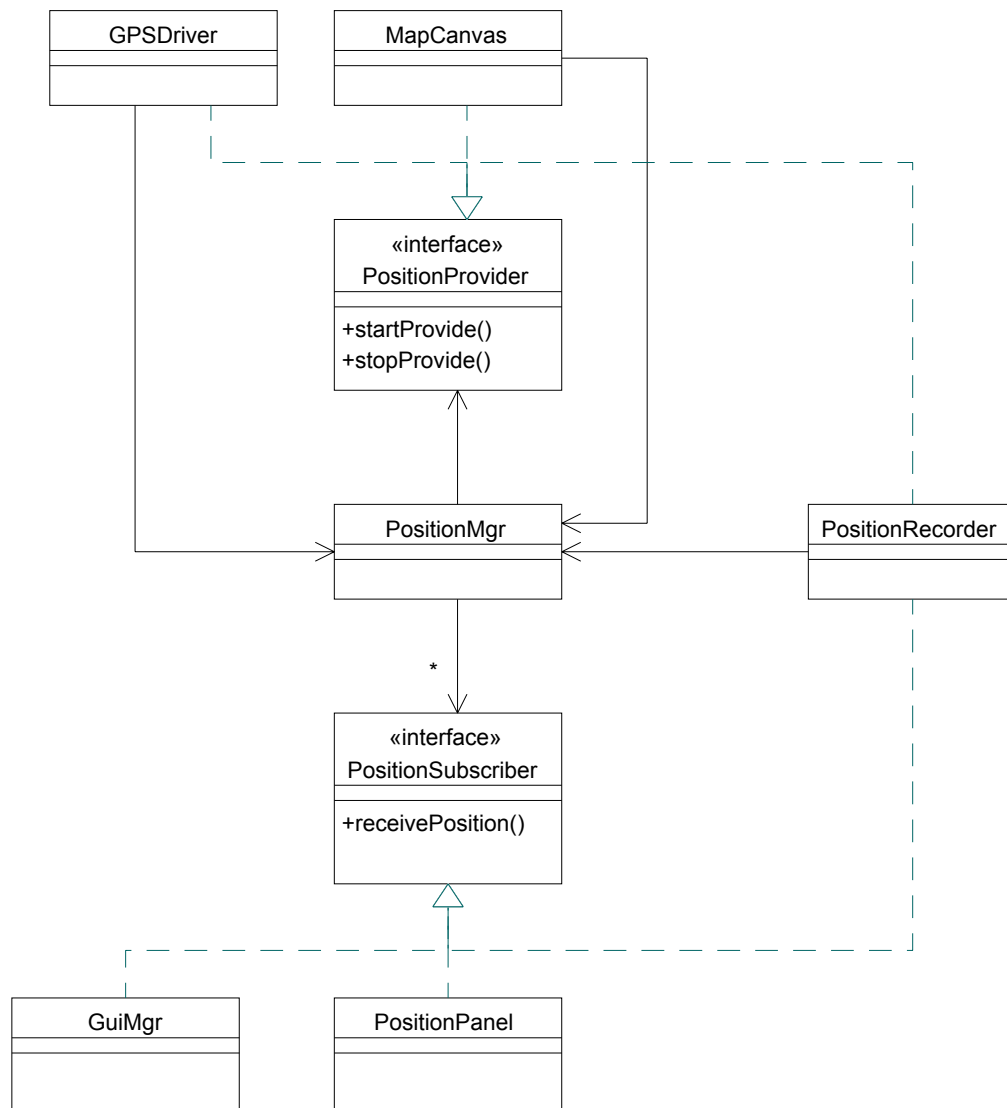 GPSDriver
MapCanvas
«interface»
PositionProvider
+startProvide()
+stopProvide()
PositionMgr
PositionRecorder
*
«interface»
PositionSubscriber
+receivePosition()
GuiMgr
PositionPanel